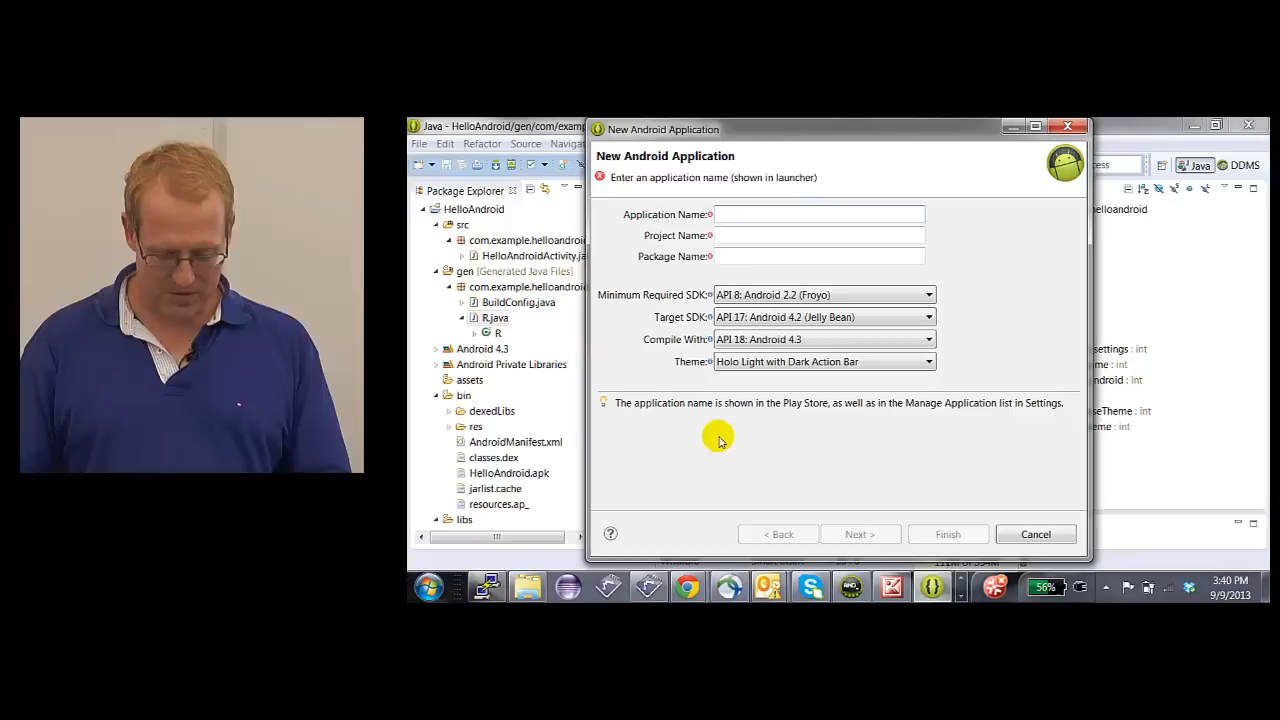 Java - HelloAndroid/gen/com/examp
New Android Application
File Edit Refactor Source Navigat
New Android Application
Enter an application name (shown in launcher)
Java
DDMS
Package Explorer
HelloAndroid
src
com.example.helloandroi
HelloAndroidActivity.ja
gen [Generated Java Files]
com.example.helloandroi
BuildConfig.java
R.java
R
Android 4.3
Android Private Libraries
assets
bin
dexedLibs
res
AndroidManifest.xml
classes.dex
HelloAndroid.apk
jarlist.cache
resources.ap_
libs
Application Name:
Project Name:
Package Name:
Minimum Required SDK: API 8: Android 2.2 (Froyo)
Target SDK: API 17: Android 4.2 (Jelly Bean)
Compile With: API 18: Android 4.3
Theme: Holo Light with Dark Action Bar
The application name is shown in the Play Store, as well as in the Manage Application list in Settings.
< Back
Next >
Finish
Cancel
helloandroid
settings : int
me : int
android : int
seTheme : int
eme : int
56%
3:40 PM
9/9/2013